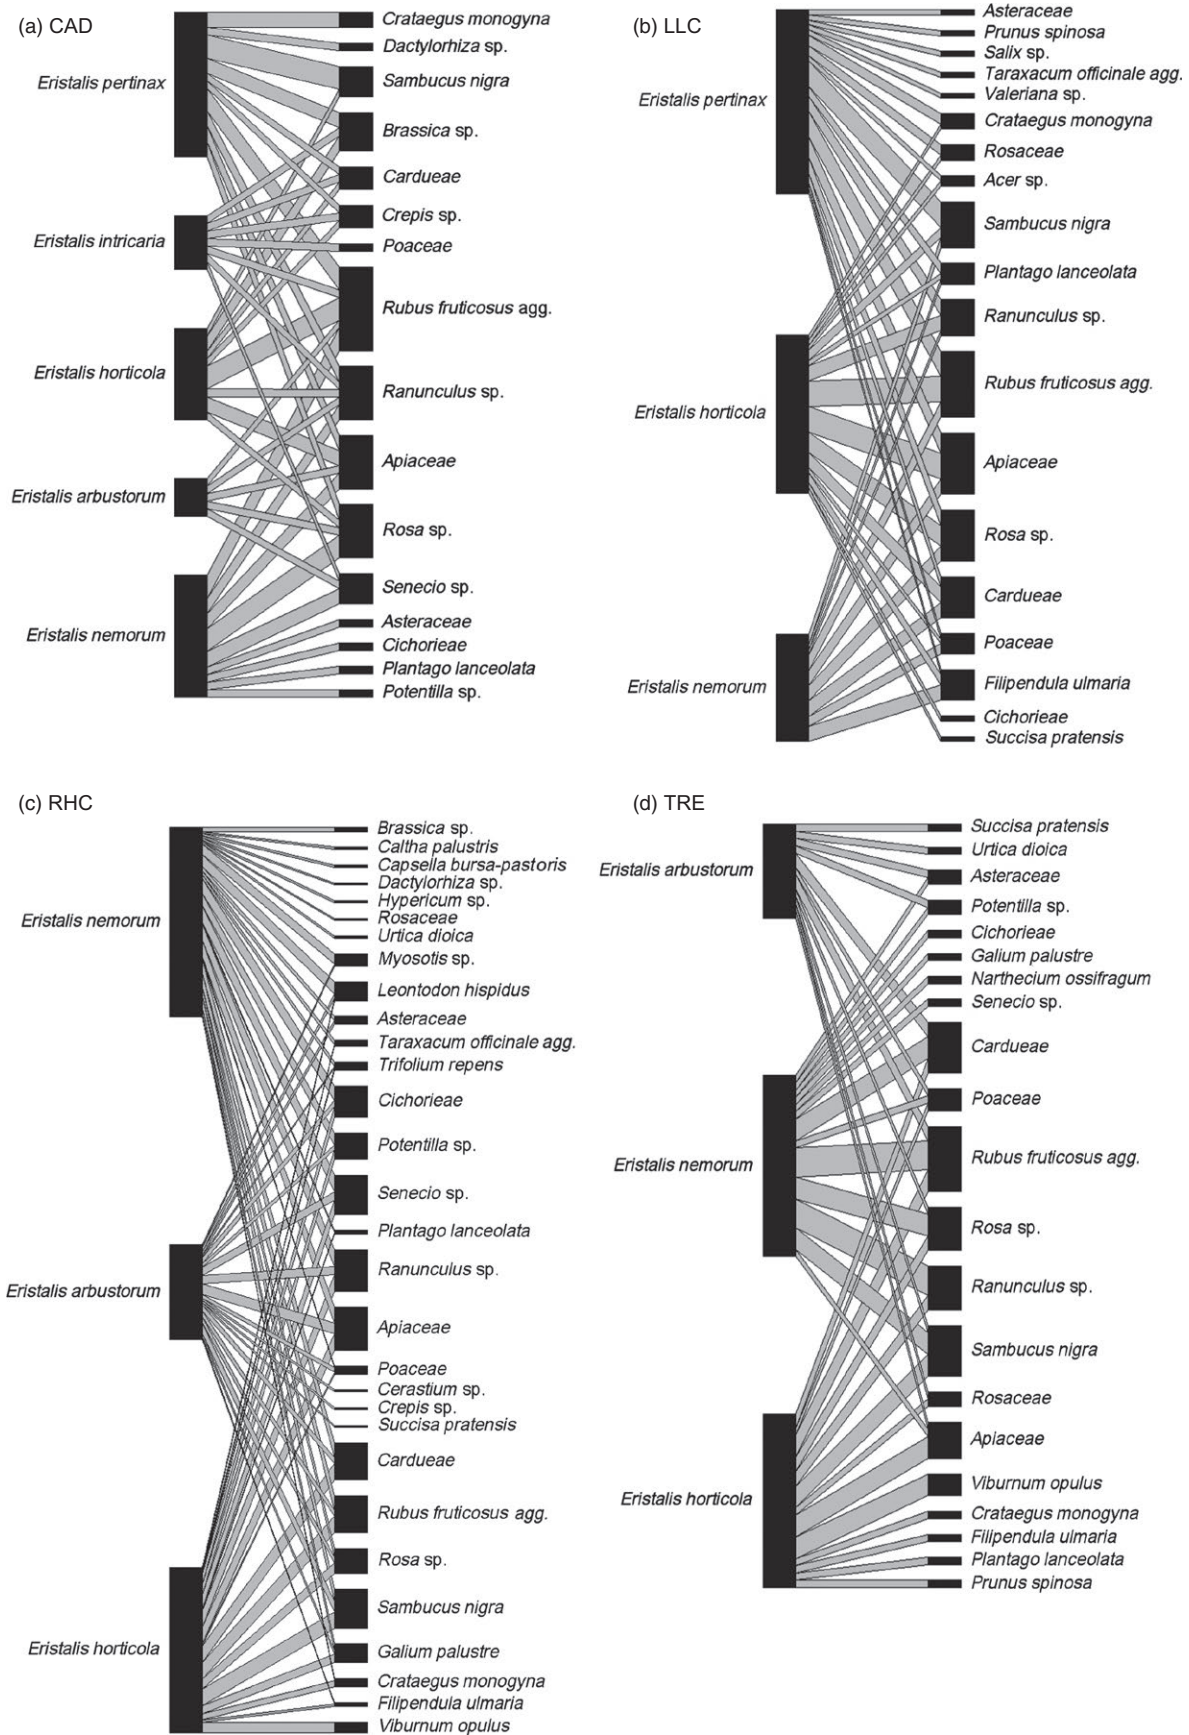 (a) CAD
Eristalis pertinax
Eristalis intricaria
Eristalis horticola
Eristalis arbustorum
Eristalis nemorum
Crataegus monogyna
Dactylorhiza sp.
Sambucus nigra
Brassica sp.
Cardueae
Crepis sp.
Poaceae
Rubus fruticosus agg.
Ranunculus sp.
Apiaceae
Rosa sp.
Senecio sp.
Asteraceae
Cichorieae
Plantago lanceolata
Potentilla sp.
(b) LLC
Eristalis pertinax
Eristalis horticola
Eristalis nemorum
Asteraceae
Prunus spinosa
Salix sp.
Taraxacum officinale agg.
Valeriana sp.
Crataegus monogyna
Rosaceae
Acer sp.
Sambucus nigra
Plantago lanceolata
Ranunculus sp.
Rubus fruticosus agg.
Apiaceae
Rosa sp.
Cardueae
Poaceae
Filipendula ulmaria
Cichorieae
Succisa pratensis
(c) RHC
Eristalis nemorum
Eristalis arbustorum
Eristalis horticola
Brassica sp.
Caltha palustris
Capsella bursa-pastoris
Dactylorhiza sp.
Hypericum sp.
Rosaceae
Urtica dioica
Myosotis sp.
Leontodon hispidus
Asteraceae
Taraxacum officinale agg.
Trifolium repens
Cichorieae
Potentilla sp.
Senecio sp.
Plantago lanceolata
Ranunculus sp.
Apiaceae
Poaceae
Cerastium sp.
Crepis sp.
Succisa pratensis
Cardueae
Rubus fruticosus agg.
Rosa sp.
Sambucus nigra
Galium palustre
Crataegus monogyna
Filipendula ulmaria
Viburnum opulus
(d) TRE
Eristalis arbustorum
Eristalis nemorum
Eristalis horticola
Succisa pratensis
Urtica dioica
Asteraceae
Potentilla sp.
Cichorieae
Galium palustre
Narthecium ossifragum
Senecio sp.
Cardueae
Poaceae
Rubus fruticosus agg.
Rosa sp.
Ranunculus sp.
Sambucus nigra
Rosaceae
Apiaceae
Viburnum opulus
Crataegus monogyna
Filipendula ulmaria
Plantago lanceolata
Prunus spinosa